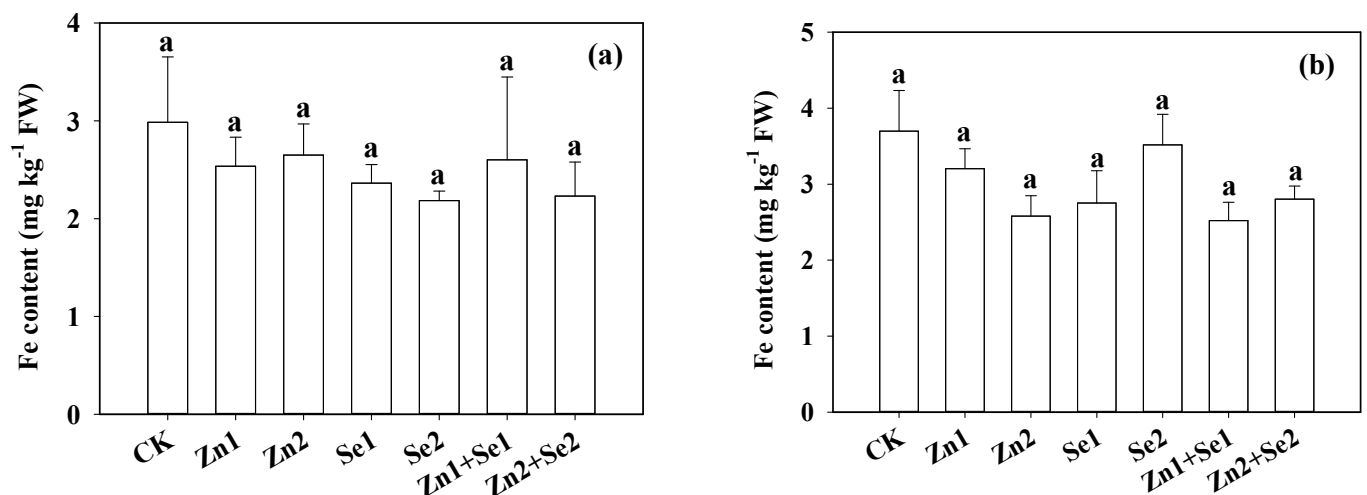 Fe content (mg kg⁻¹ FW)
4
3
2
1
0
(a)
a
a
a
a
a
a
a
CK
Zn1
Zn2
Se1
Se2
Zn1+Se1
Zn2+Se2
Fe content (mg kg⁻¹ FW)
5
4
3
2
1
0
(b)
a
a
a
a
a
a
a
CK
Zn1
Zn2
Se1
Se2
Zn1+Se1
Zn2+Se2